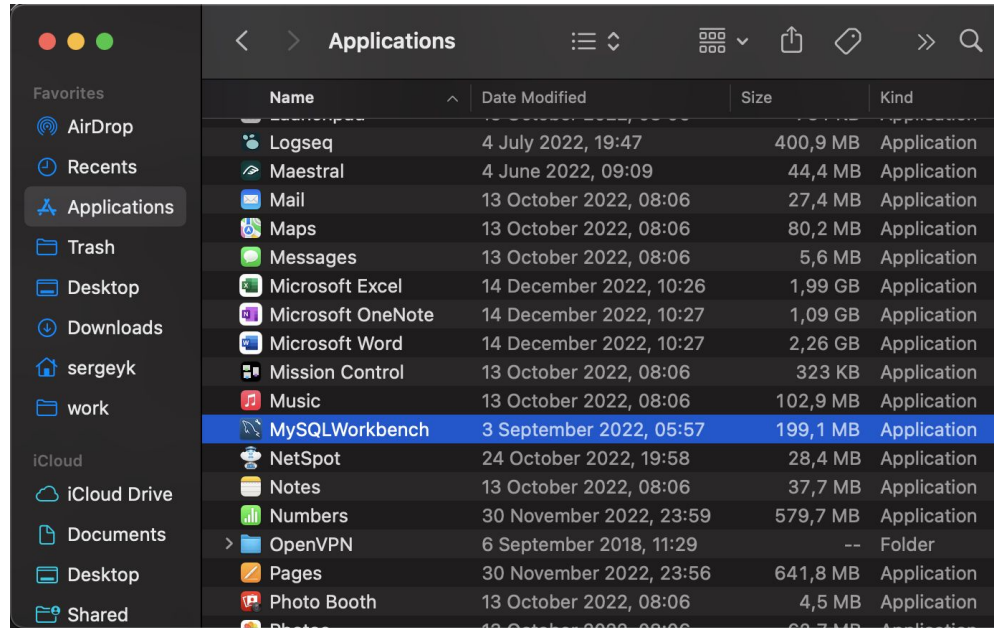 Applications
Favorites
AirDrop
Recents
Applications
Trash
Desktop
Downloads
sergeyk
work
iCloud
iCloud Drive
Documents
Desktop
Shared
Name Date Modified Size Kind
Logseq 4 July 2022, 19:47 400,9 MB Application
Maestral 4 June 2022, 09:09 44,4 MB Application
Mail 13 October 2022, 08:06 27,4 MB Application
Maps 13 October 2022, 08:06 80,2 MB Application
Messages 13 October 2022, 08:06 5,6 MB Application
Microsoft Excel 14 December 2022, 10:26 1,99 GB Application
Microsoft OneNote 14 December 2022, 10:27 1,09 GB Application
Microsoft Word 14 December 2022, 10:27 2,26 GB Application
Mission Control 13 October 2022, 08:06 323 KB Application
Music 13 October 2022, 08:06 102,9 MB Application
MySQLWorkbench 3 September 2022, 05:57 199,1 MB Application
NetSpot 24 October 2022, 19:58 28,4 MB Application
Notes 13 October 2022, 08:06 37,7 MB Application
Numbers 30 November 2022, 23:59 579,7 MB Application
OpenVPN 6 September 2018, 11:29 -- Folder
Pages 30 November 2022, 23:56 641,8 MB Application
Photo Booth 13 October 2022, 08:06 4,5 MB Application